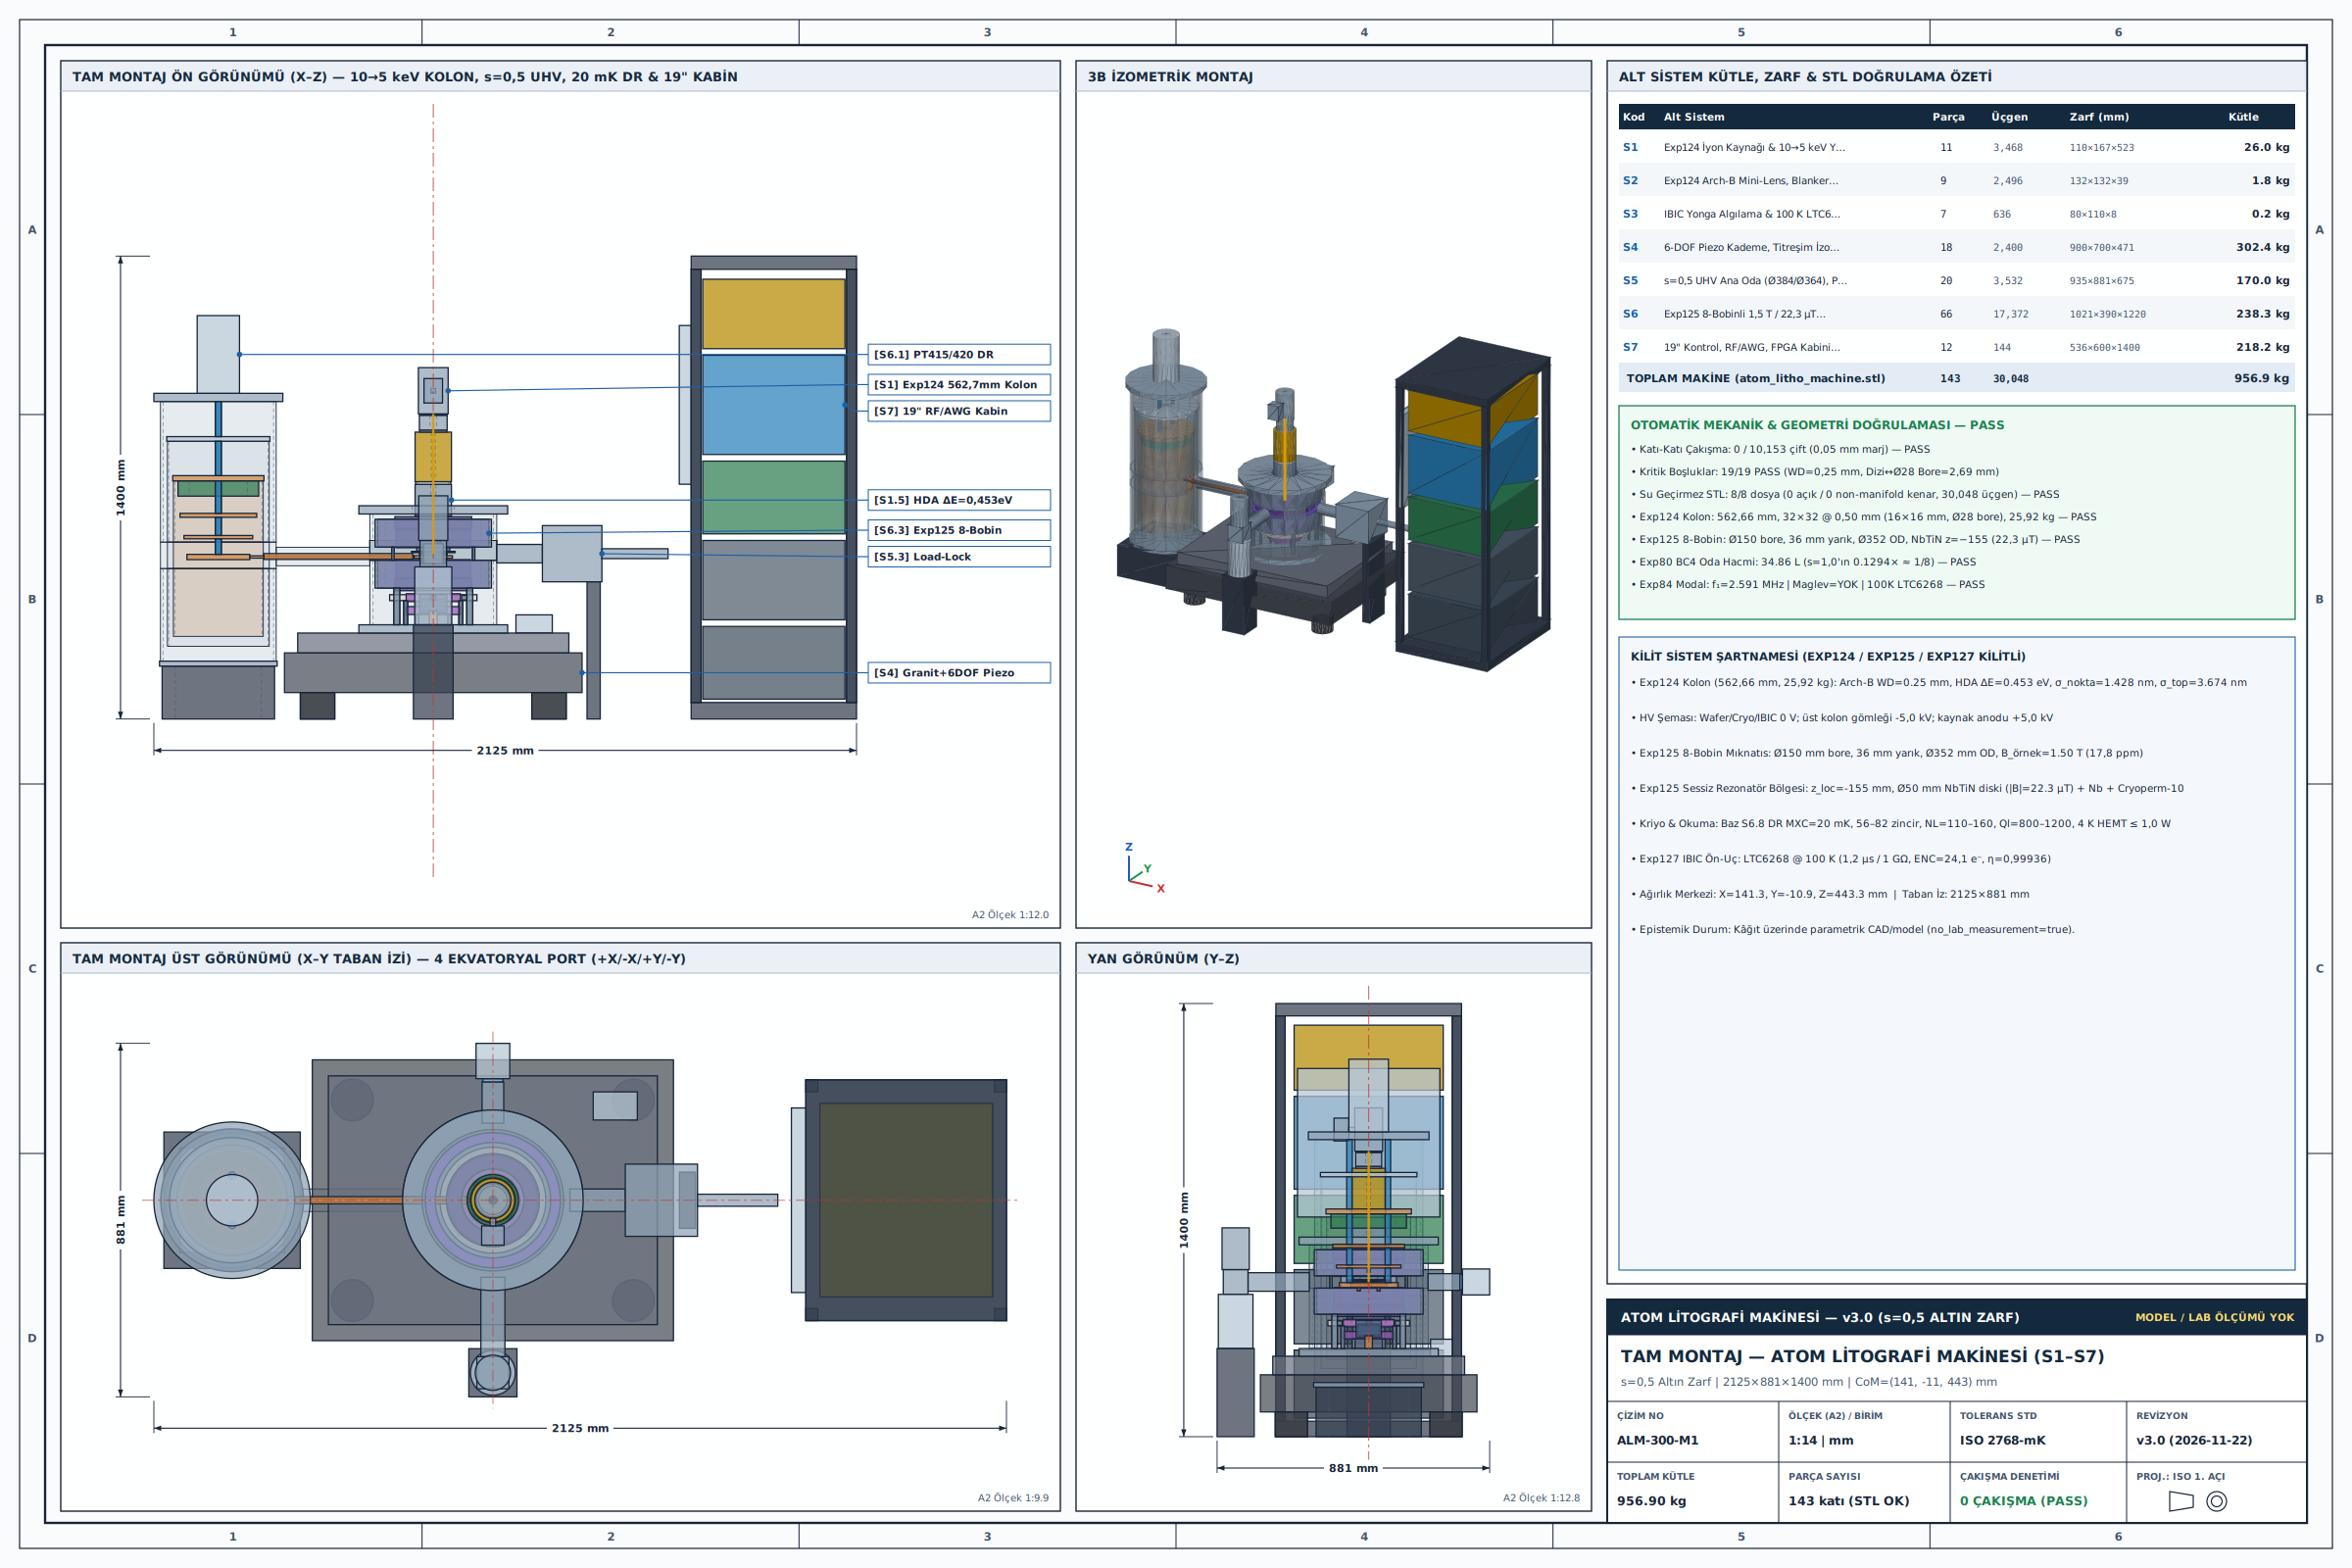 1 2 3 4 5 6
A
B
C
D
A
B
C
D
TAM MONTAJ ÖN GÖRÜNÜMÜ (X–Z) — 10→5 keV KOLON, s=0,5 UHV, 20 mK DR & 19" KABİN
1400 mm
2125 mm
[S6.1] PT415/420 DR
[S1] Exp124 562,7mm Kolon
[S7] 19" RF/AWG Kabin
[S1.5] HDA ΔE=0,453eV
[S6.3] Exp125 8-Bobin
[S5.3] Load-Lock
[S4] Granit+6DOF Piezo
A2 Ölçek 1:12.0
3B İZOMETRİK MONTAJ
Z
Y
X
TAM MONTAJ ÜST GÖRÜNÜMÜ (X–Y TABAN İZİ) — 4 EKVATORYAL PORT (+X/-X/+Y/-Y)
881 mm
2125 mm
A2 Ölçek 1:9.9
YAN GÖRÜNÜM (Y–Z)
1400 mm
881 mm
A2 Ölçek 1:12.8
ALT SİSTEM KÜTLE, ZARF & STL DOĞRULAMA ÖZETİ
Kod Alt Sistem Parça Üçgen Zarf (mm) Kütle
S1 Exp124 İyon Kaynağı & 10→5 keV Y... 11 3,468 110×167×523 26.0 kg
S2 Exp124 Arch-B Mini-Lens, Blanker... 9 2,496 132×132×39 1.8 kg
S3 IBIC Yonga Algılama & 100 K LTC6... 7 636 80×110×8 0.2 kg
S4 6-DOF Piezo Kademe, Titreşim İzo... 18 2,400 900×700×471 302.4 kg
S5 s=0,5 UHV Ana Oda (Ø384/Ø364), P... 20 3,532 935×881×675 170.0 kg
S6 Exp125 8-Bobinli 1,5 T / 22,3 µT... 66 17,372 1021×390×1220 238.3 kg
S7 19" Kontrol, RF/AWG, FPGA Kabini... 12 144 536×600×1400 218.2 kg
TOPLAM MAKİNE (atom_litho_machine.stl) 143 30,048 956.9 kg
OTOMATİK MEKANİK & GEOMETRİ DOĞRULAMASI — PASS
• Katı-Katı Çakışma: 0 / 10,153 çift (0,05 mm marj) — PASS
• Kritik Boşluklar: 19/19 PASS (WD=0,25 mm, Dizi↔Ø28 Bore=2,69 mm)
• Su Geçirmez STL: 8/8 dosya (0 açık / 0 non-manifold kenar, 30,048 üçgen) — PASS
• Exp124 Kolon: 562,66 mm, 32×32 @ 0,50 mm (16×16 mm, Ø28 bore), 25,92 kg — PASS
• Exp125 8-Bobin: Ø150 bore, 36 mm yarık, Ø352 OD, NbTiN z=−155 (22,3 µT) — PASS
• Exp80 BC4 Oda Hacmi: 34.86 L (s=1,0'ın 0.1294× ≈ 1/8) — PASS
• Exp84 Modal: f₁=2.591 MHz | Maglev=YOK | 100K LTC6268 — PASS
KİLİT SİSTEM ŞARTNAMESİ (EXP124 / EXP125 / EXP127 KİLİTLİ)
• Exp124 Kolon (562,66 mm, 25,92 kg): Arch-B WD=0.25 mm, HDA ΔE=0.453 eV, σ_nokta=1.428 nm, σ_top=3.674 nm
• HV Şeması: Wafer/Cryo/IBIC 0 V; üst kolon gömleği -5,0 kV; kaynak anodu +5,0 kV
• Exp125 8-Bobin Mıknatıs: Ø150 mm bore, 36 mm yarık, Ø352 mm OD, B_örnek=1.50 T (17,8 ppm)
• Exp125 Sessiz Rezonatör Bölgesi: z_loc=-155 mm, Ø50 mm NbTiN diski (|B|=22.3 µT) + Nb + Cryoperm-10
• Kriyo & Okuma: Baz S6.8 DR MXC=20 mK, 56–82 zincir, NL=110–160, Ql=800–1200, 4 K HEMT ≤ 1,0 W
• Exp127 IBIC Ön-Uç: LTC6268 @ 100 K (1,2 µs / 1 GΩ, ENC=24,1 e⁻, η=0,99936)
• Ağırlık Merkezi: X=141.3, Y=-10.9, Z=443.3 mm | Taban İz: 2125×881 mm
• Epistemik Durum: Kâğıt üzerinde parametrik CAD/model (no_lab_measurement=true).
ATOM LİTOGRAFİ MAKİNESİ — v3.0 (s=0,5 ALTIN ZARF) MODEL / LAB ÖLÇÜMÜ YOK
TAM MONTAJ — ATOM LİTOGRAFİ MAKİNESİ (S1–S7)
s=0,5 Altın Zarf | 2125×881×1400 mm | CoM=(141, -11, 443) mm
ÇİZİM NO ÖLÇEK (A2) / BİRİM TOLERANS STD REVİZYON
ALM-300-M1 1:14 | mm ISO 2768-mK v3.0 (2026-11-22)
TOPLAM KÜTLE PARÇA SAYISI ÇAKIŞMA DENETİMİ PROJ.: ISO 1. AÇI
956.90 kg 143 katı (STL OK) 0 ÇAKIŞMA (PASS)
1 2 3 4 5 6